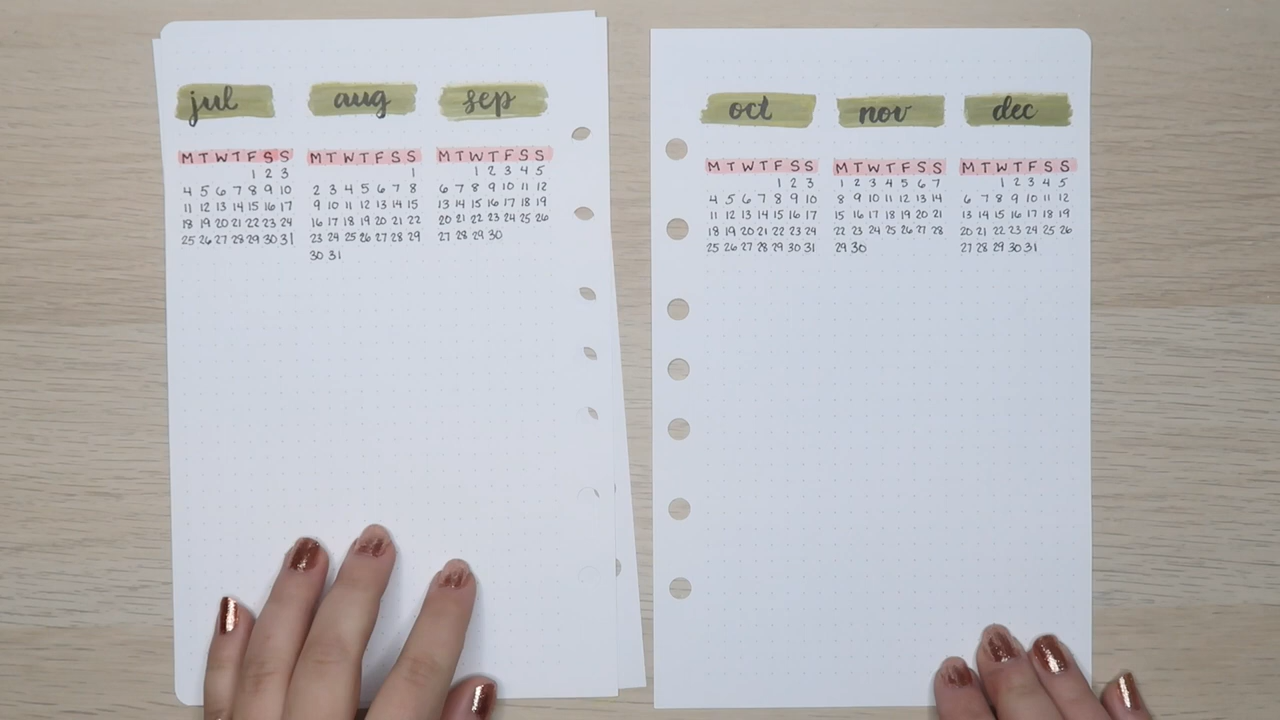 jul
M T W T F S S
1 2 3
4 5 6 7 8 9 10
11 12 13 14 15 16 17
18 19 20 21 22 23 24
25 26 27 28 29 30 31
aug
M T W T F S S
1
2 3 4 5 6 7 8
9 10 11 12 13 14 15
16 17 18 19 20 21 22
23 24 25 26 27 28 29
30 31
sep
M T W T F S S
1 2 3 4 5
6 7 8 9 10 11 12
13 14 15 16 17 18 19
20 21 22 23 24 25 26
27 28 29 30
oct
M T W T F S S
1 2 3
4 5 6 7 8 9 10
11 12 13 14 15 16 17
18 19 20 21 22 23 24
25 26 27 28 29 30 31
nov
M T W T F S S
1 2 3 4 5 6 7
8 9 10 11 12 13 14
15 16 17 18 19 20 21
22 23 24 25 26 27 28
29 30
dec
M T W T F S S
1 2 3 4 5
6 7 8 9 10 11 12
13 14 15 16 17 18 19
20 21 22 23 24 25 26
27 28 29 30 31